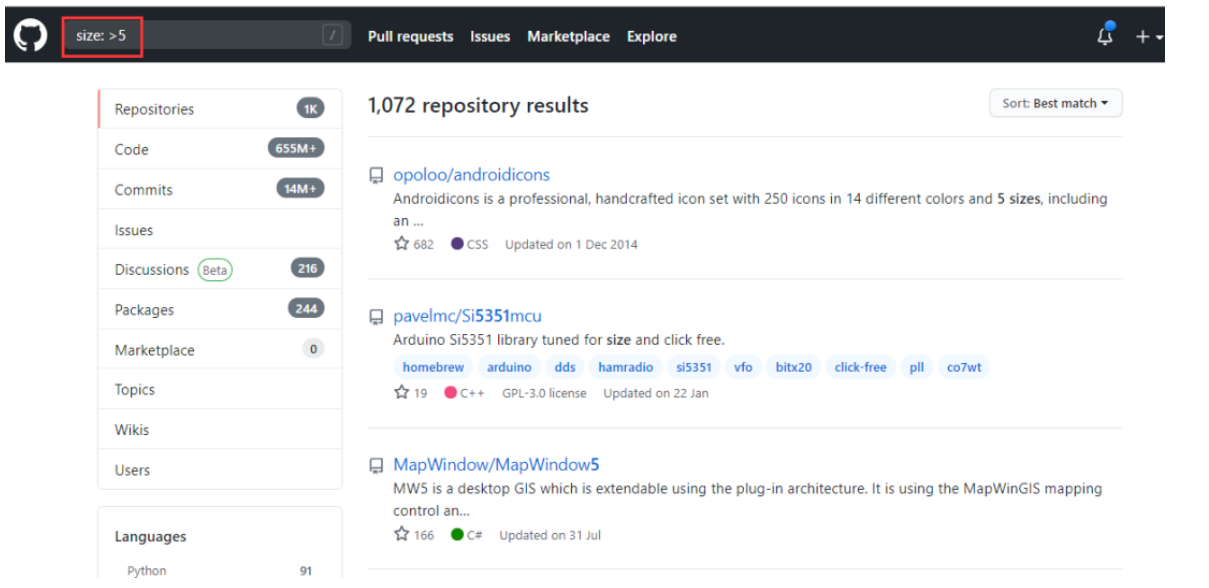 size: >5 /
Pull requests Issues Marketplace Explore
Repositories 1K
Code 655M+
Commits 14M+
Issues
Discussions Beta 216
Packages 244
Marketplace 0
Topics
Wikis
Users
Languages
Python 91
1,072 repository results
Sort: Best match
opoloo/androidicons
Androidicons is a professional, handcrafted icon set with 250 icons in 14 different colors and 5 sizes, including
an ...
682 CSS Updated on 1 Dec 2014
pavelmc/Si5351mcu
Arduino Si5351 library tuned for size and click free.
homebrew arduino dds hamradio si5351 vfo bitx20 click-free pll co7wt
19 C++ GPL-3.0 license Updated on 22 Jan
MapWindow/MapWindow5
MW5 is a desktop GIS which is extendable using the plug-in architecture. It is using the MapWinGIS mapping
control an...
166 C# Updated on 31 Jul